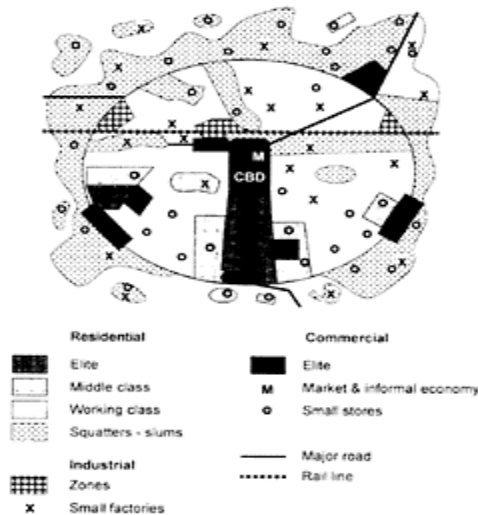 M
CBD
Residential
Elite
Middle class
Working class
Squatters - slums
Industrial
Zones
x Small factories
Commercial
Elite
M Market & informal economy
o Small stores
Major road
Rail line